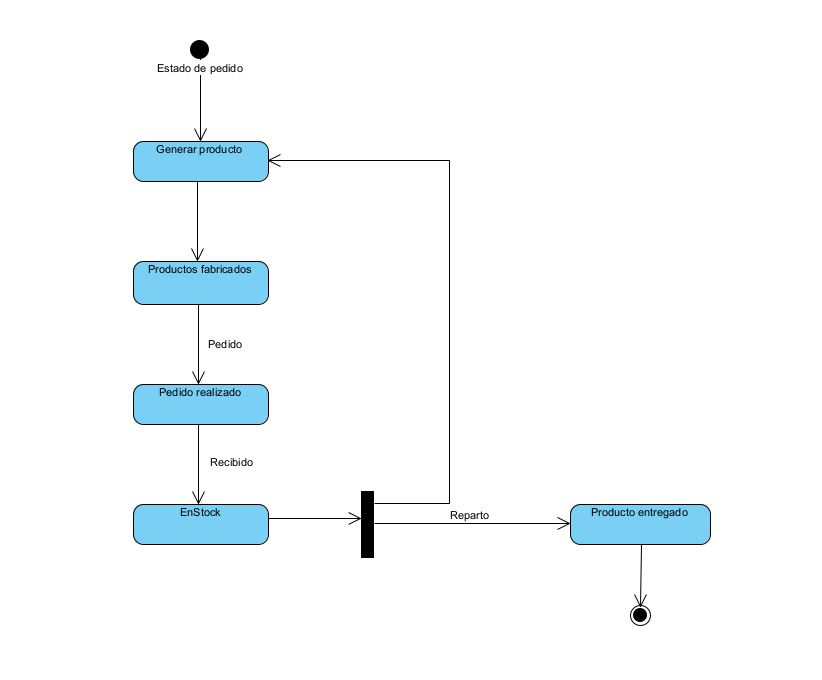 Estado de pedido
Generar producto
Productos fabricados
Pedido
Pedido realizado
Recibido
EnStock
Reparto
Producto entregado